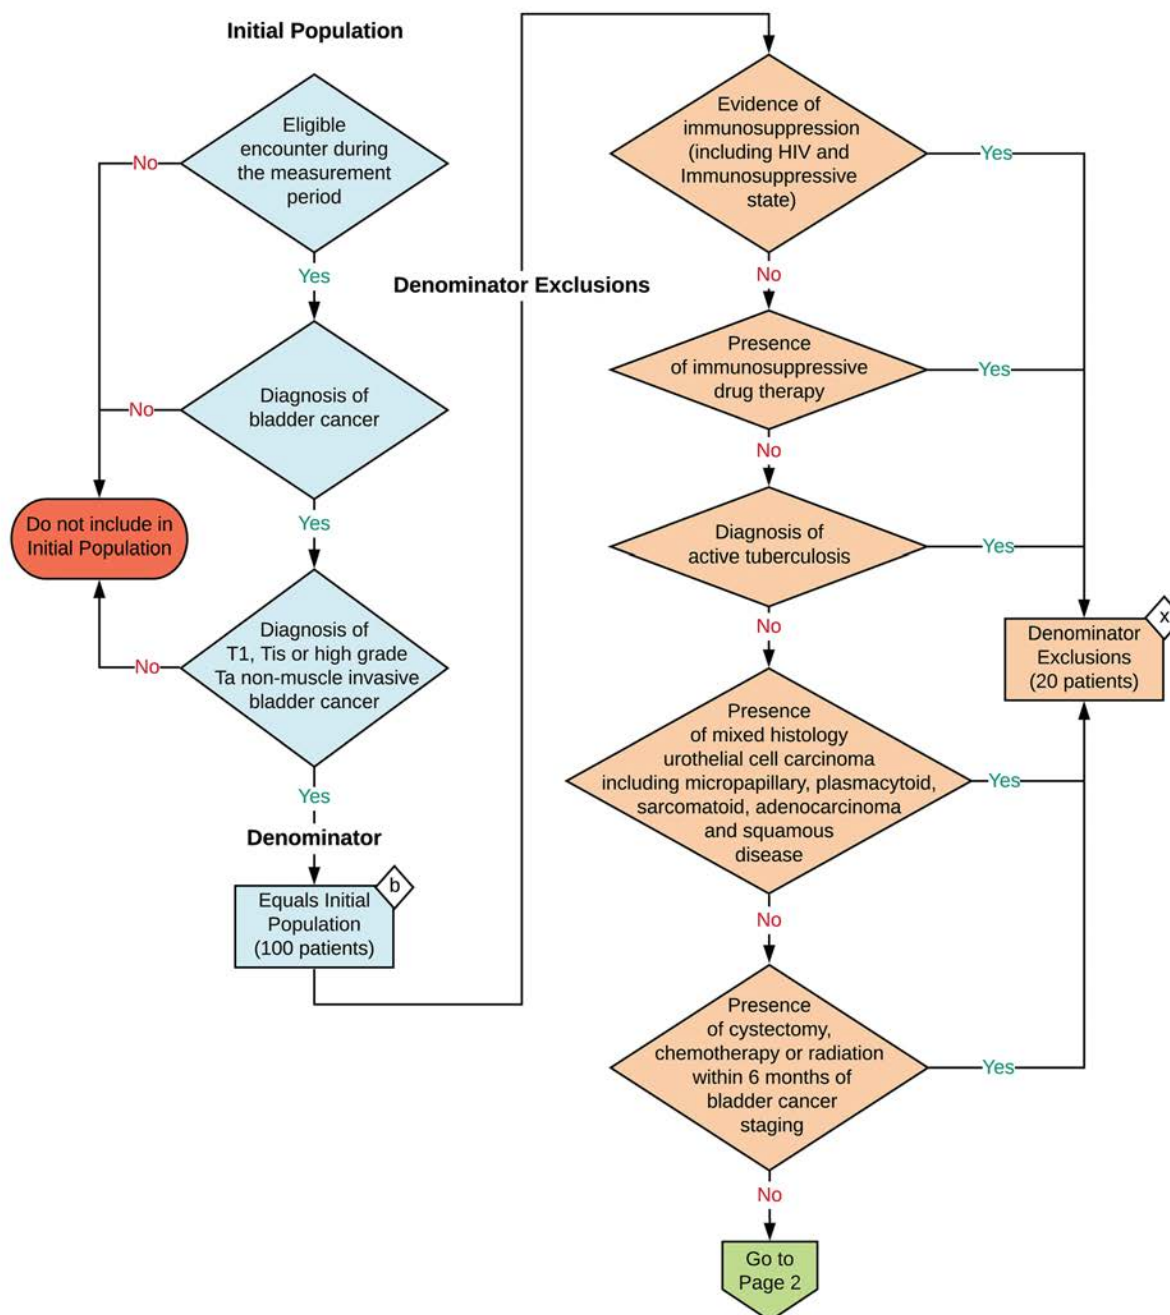 Initial Population
Eligible
encounter during
the measurement
period
No
Yes
Diagnosis of
bladder cancer
No
Yes
Do not include in
Initial Population
Diagnosis of
T1, Tis or high grade
Ta non-muscle invasive
bladder cancer
No
Yes
Denominator
b
Equals Initial
Population
(100 patients)
Denominator Exclusions
Evidence of
immunosuppression
(including HIV and
Immunosuppressive
state)
Yes
No
Presence
of immunosuppressive
drug therapy
Yes
No
Diagnosis of
active tuberculosis
Yes
No
x
Denominator
Exclusions
(20 patients)
Presence
of mixed histology
urothelial cell carcinoma
including micropapillary, plasmacytoid,
sarcomatoid, adenocarcinoma
and squamous
disease
Yes
No
Presence
of cystectomy,
chemotherapy or radiation
within 6 months of
bladder cancer
staging
Yes
No
Go to
Page 2